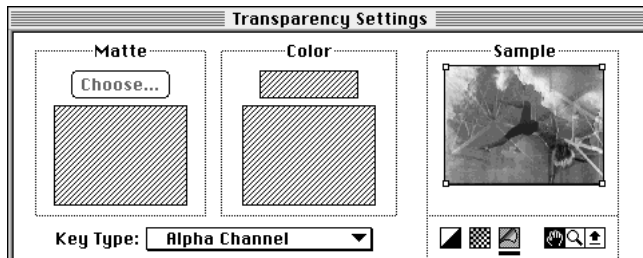 Transparency Settings
Matte
Color
Sample
Choose...
Key Type: Alpha Channel